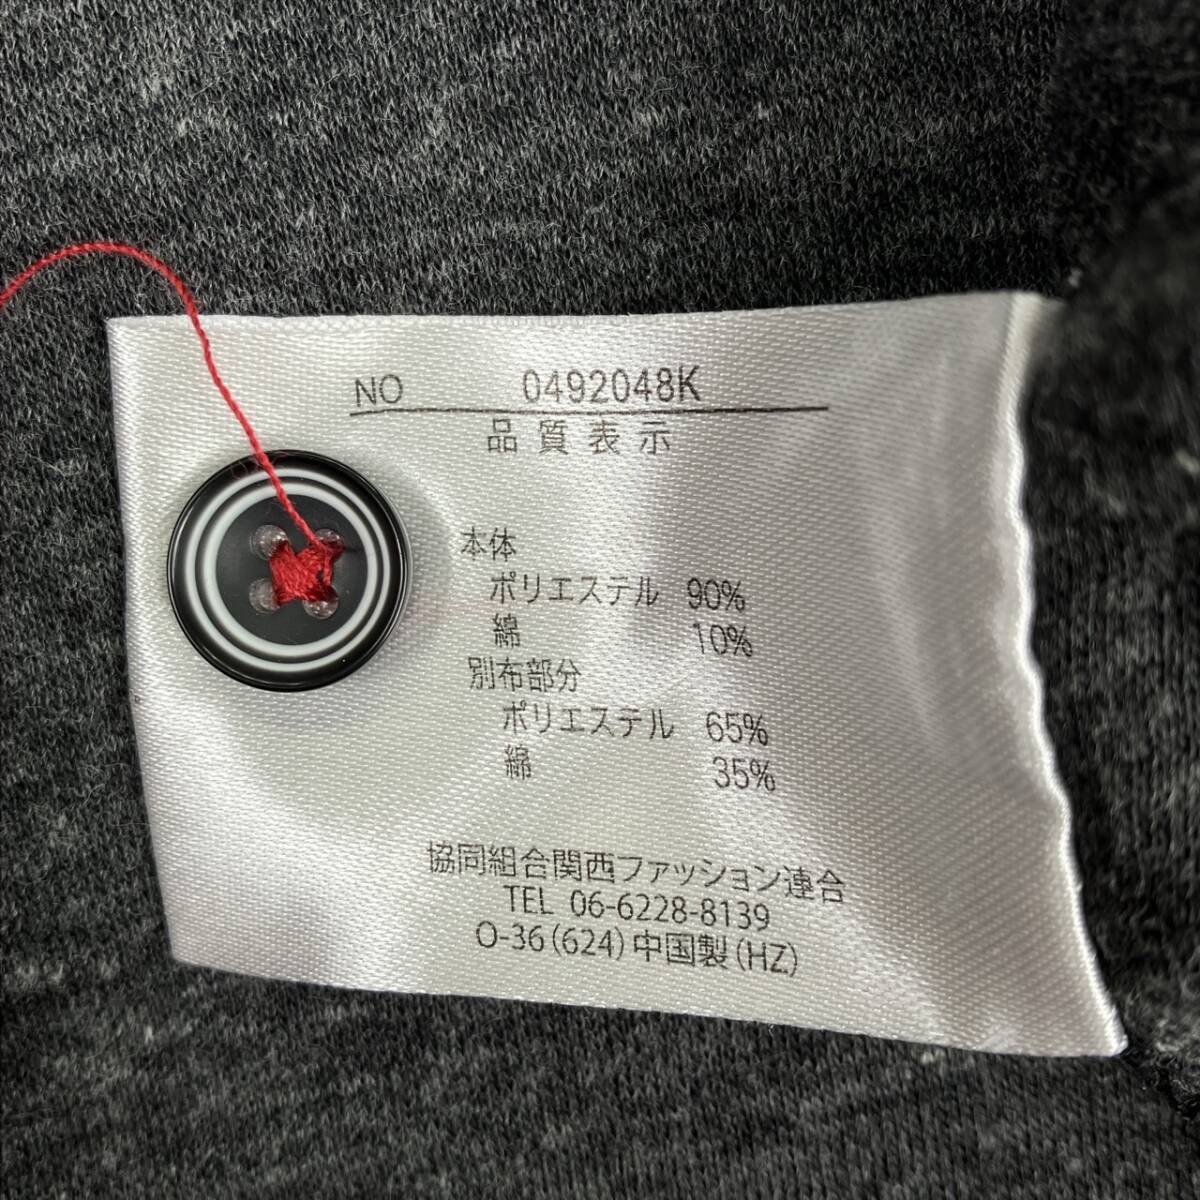 NO 0492048K
品質表示
本体
ポリエステル 90%
綿 10%
別布部分
ポリエステル 65%
綿 35%
協同組合関西ファッション連合
TEL 06-6228-8139
O-36(624)中国製(HZ)